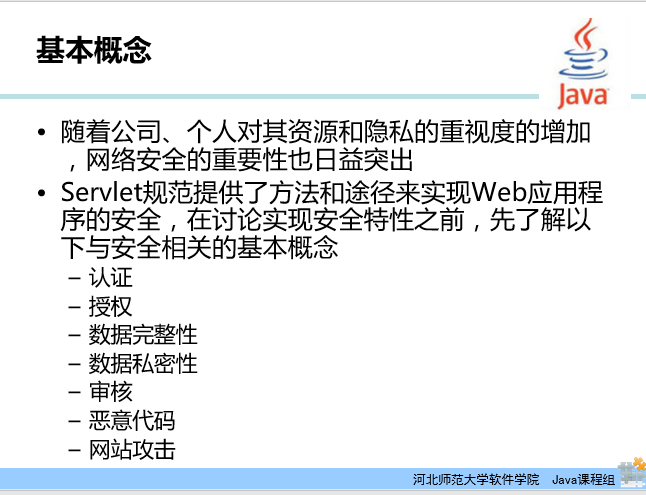 基本概念
Java
• 随着公司、个人对其资源和隐私的重视度的增加
，网络安全的重要性也日益突出
• Servlet规范提供了方法和途径来实现Web应用程
序的安全，在讨论实现安全特性之前，先了解以
下与安全相关的基本概念
– 认证
– 授权
– 数据完整性
– 数据私密性
– 审核
– 恶意代码
– 网站攻击
河北师范大学软件学院 Java课程组